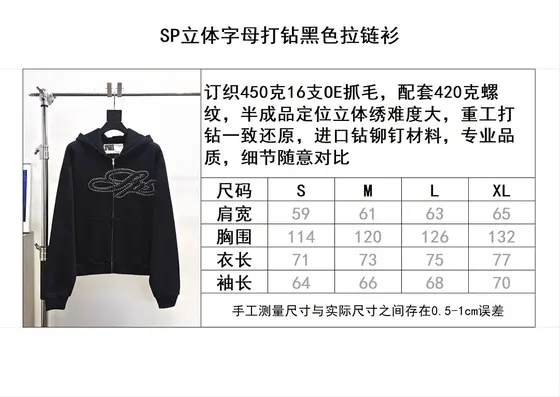 SP立体字母打钻黑色拉链衫
订织450克16支OE抓毛，配套420克螺
纹，半成品定位立体绣难度大，重工打
钻一致还原，进口钻铆钉材料，专业品
质，细节随意对比
尺码 S M L XL
肩宽 59 61 63 65
胸围 114 120 126 132
衣长 71 73 75 77
袖长 64 66 68 70
手工测量尺寸与实际尺寸之间存在0.5-1cm误差